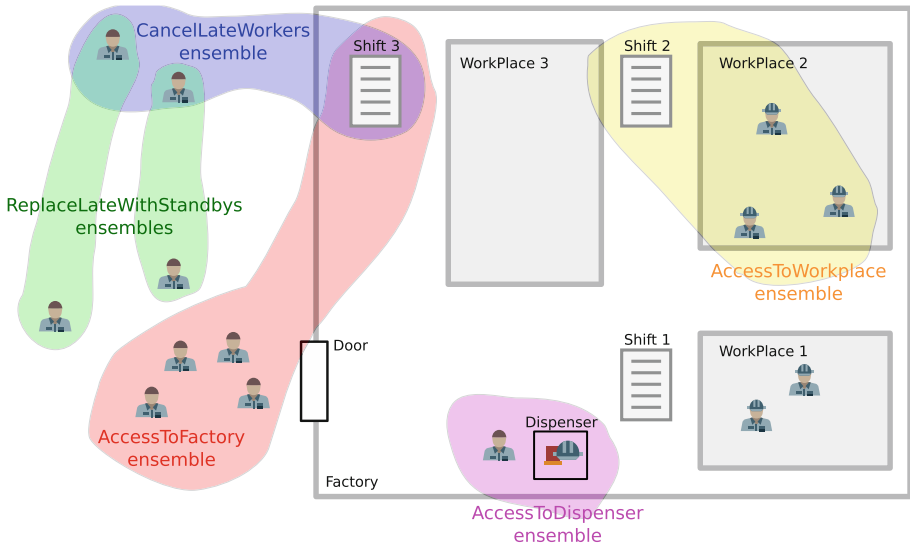 CancelLateWorkers
ensemble
Shift 3
WorkPlace 3
Shift 2
WorkPlace 2
ReplaceLateWithStandbys
ensembles
AccessToWorkplace
ensemble
Door
Shift 1
WorkPlace 1
AccessToFactory
ensemble
Dispenser
Factory
AccessToDispenser
ensemble